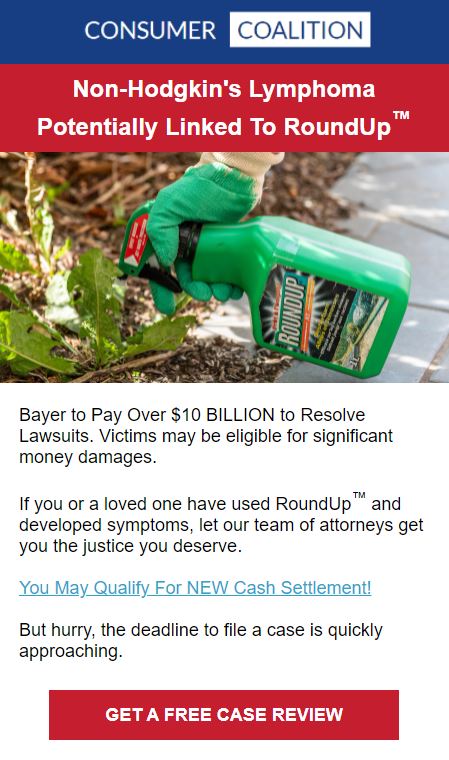 CONSUMER COALITION
Non-Hodgkin's Lymphoma
Potentially Linked To RoundUp™
ROUNDUP
Bayer to Pay Over $10 BILLION to Resolve
Lawsuits. Victims may be eligible for significant
money damages.
If you or a loved one have used RoundUp™ and
developed symptoms, let our team of attorneys get
you the justice you deserve.
You May Qualify For NEW Cash Settlement!
But hurry, the deadline to file a case is quickly
approaching.
GET A FREE CASE REVIEW